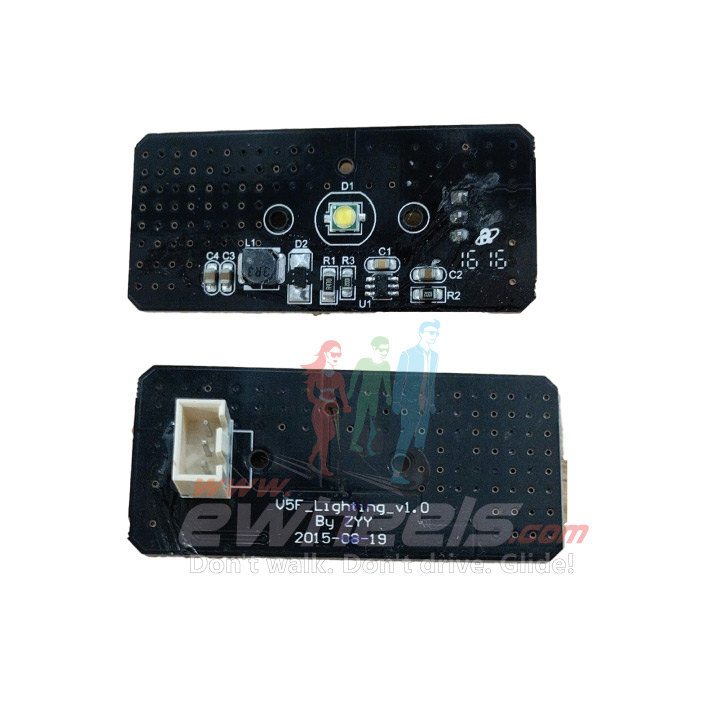 D1
L1
D2
C4 C3
R1 R3
C1
C2
U1
R2
3R3
1616
V5F_Lighting_v1.0
By ZYY
2015-08-19
www.
ewheels.com
Don't walk. Don't drive. Glide!